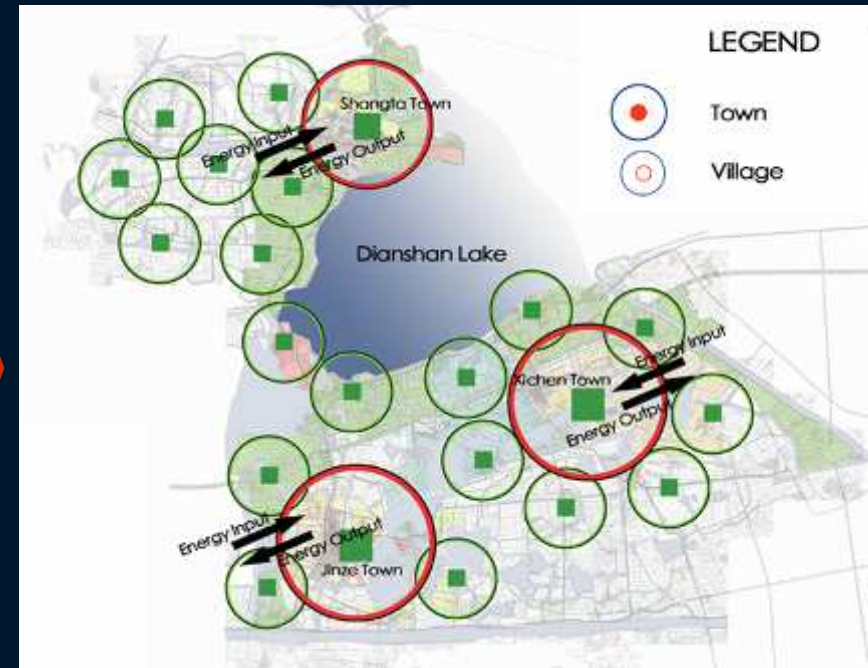 LEGEND
Town
Village
Shangta Town
Energy Input
Energy Output
Dianshan Lake
Energy Input
Xichen Town
Energy Output
Energy Input
Energy Output
Jinze Town